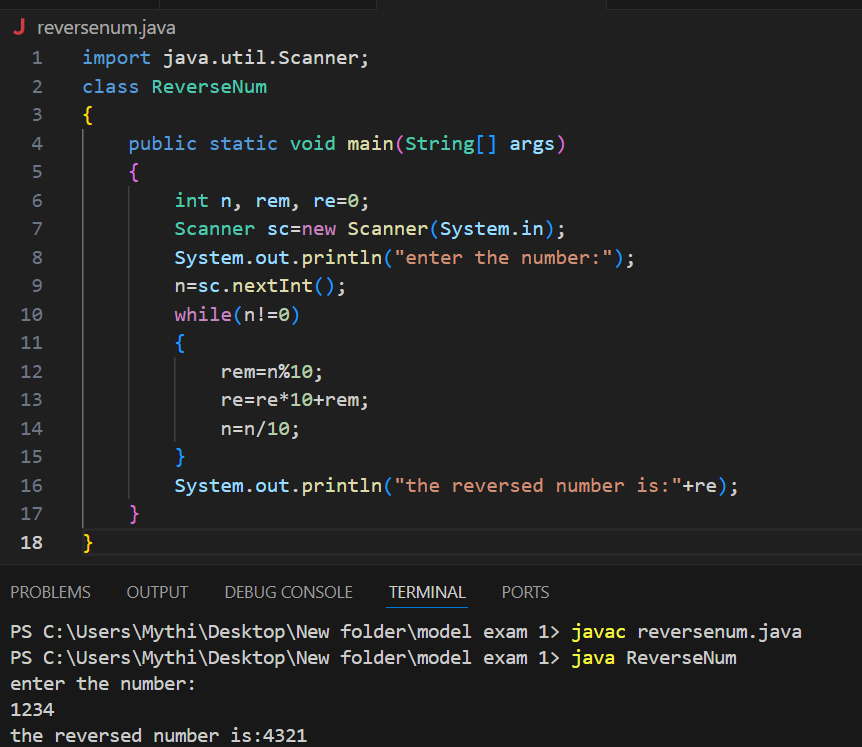 J reversenum.java
1 import java.util.Scanner;
2 class ReverseNum
3 {
4 public static void main(String[] args)
5 {
6 int n, rem, re=0;
7 Scanner sc=new Scanner(System.in);
8 System.out.println("enter the number:");
9 n=sc.nextInt();
10 while(n!=0)
11 {
12 rem=n%10;
13 re=re*10+rem;
14 n=n/10;
15 }
16 System.out.println("the reversed number is:"+re);
17 }
18 }
PROBLEMS OUTPUT DEBUG CONSOLE TERMINAL PORTS
PS C:\Users\Mythi\Desktop\New folder\model exam 1> javac reversenum.java
PS C:\Users\Mythi\Desktop\New folder\model exam 1> java ReverseNum
enter the number:
1234
the reversed number is:4321